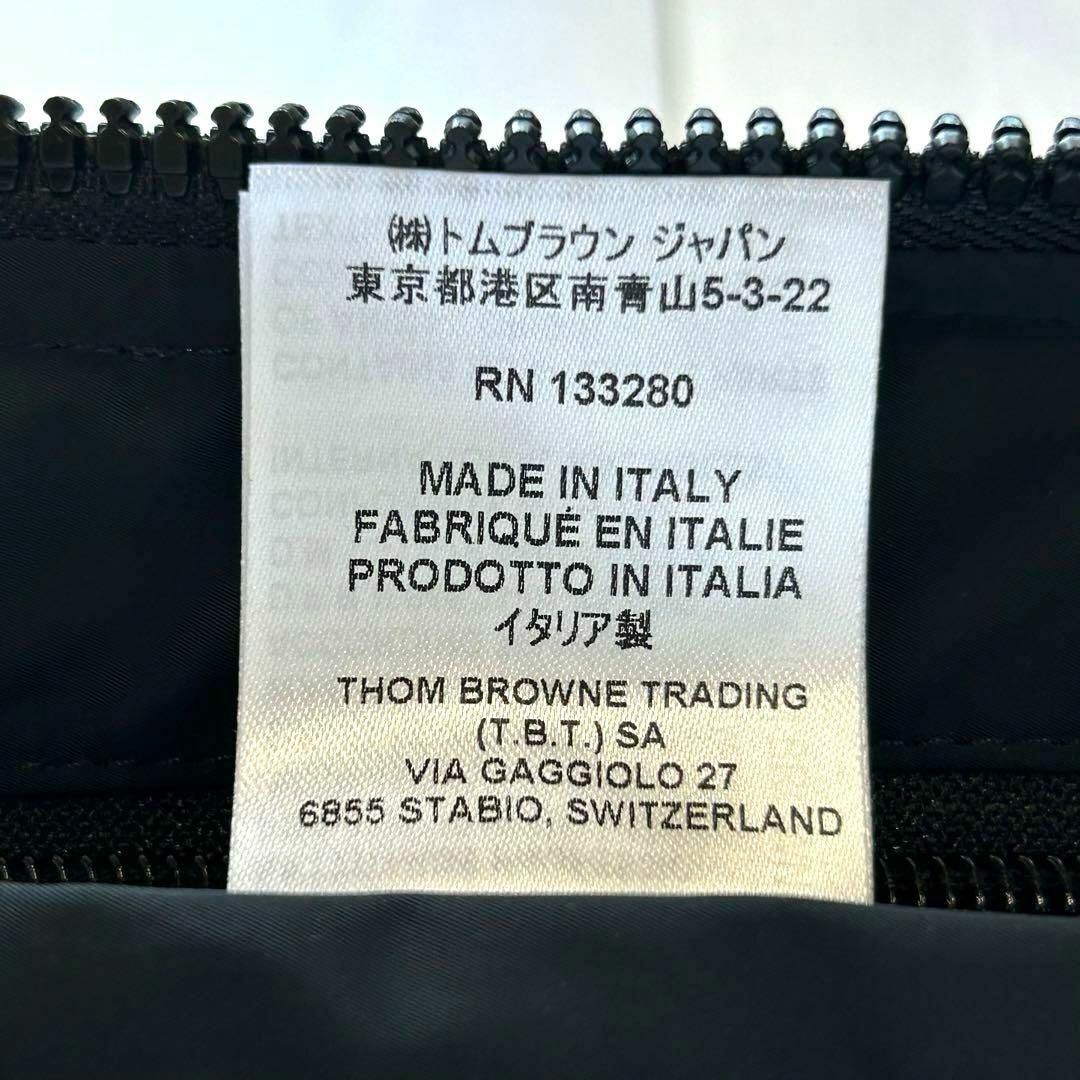 ㈱トムブラウン ジャパン
東京都港区南青山5-3-22
RN 133280
MADE IN ITALY
FABRIQUÉ EN ITALIE
PRODOTTO IN ITALIA
イタリア製
THOM BROWNE TRADING
(T.B.T.) SA
VIA GAGGIOLO 27
6855 STABIO, SWITZERLAND